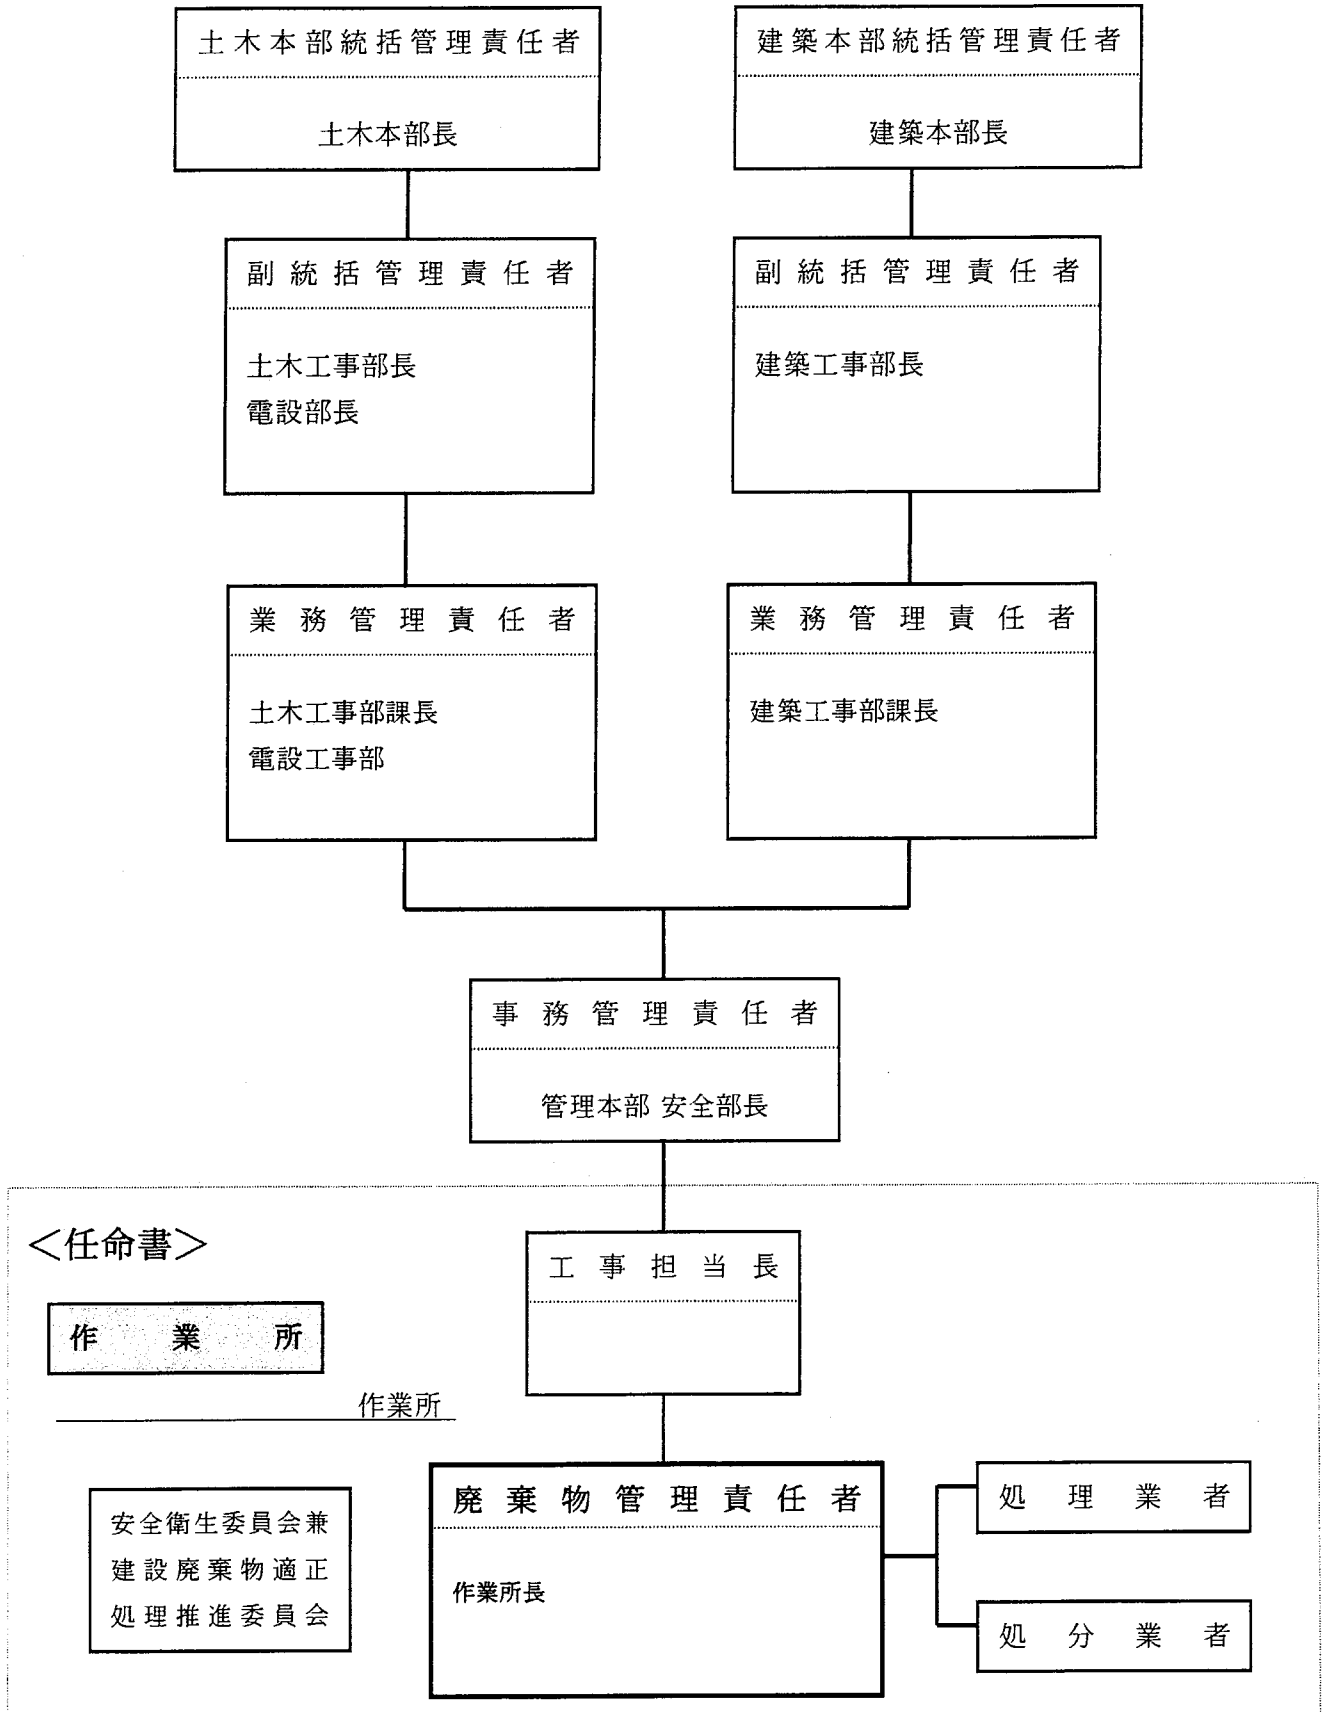 土木本部統括管理責任者
土木本部長
建築本部統括管理責任者
建築本部長
副統括管理責任者
土木工事部長
電設部長
副統括管理責任者
建築工事部長
業務管理責任者
土木工事部課長
電設工事部
業務管理責任者
建築工事部課長
事務管理責任者
管理本部 安全部長
＜任命書＞
工事担当長
作業所
作業所
安全衛生委員会兼
建設廃棄物適正
処理推進委員会
廃棄物管理責任者
作業所長
処理業者
処分業者